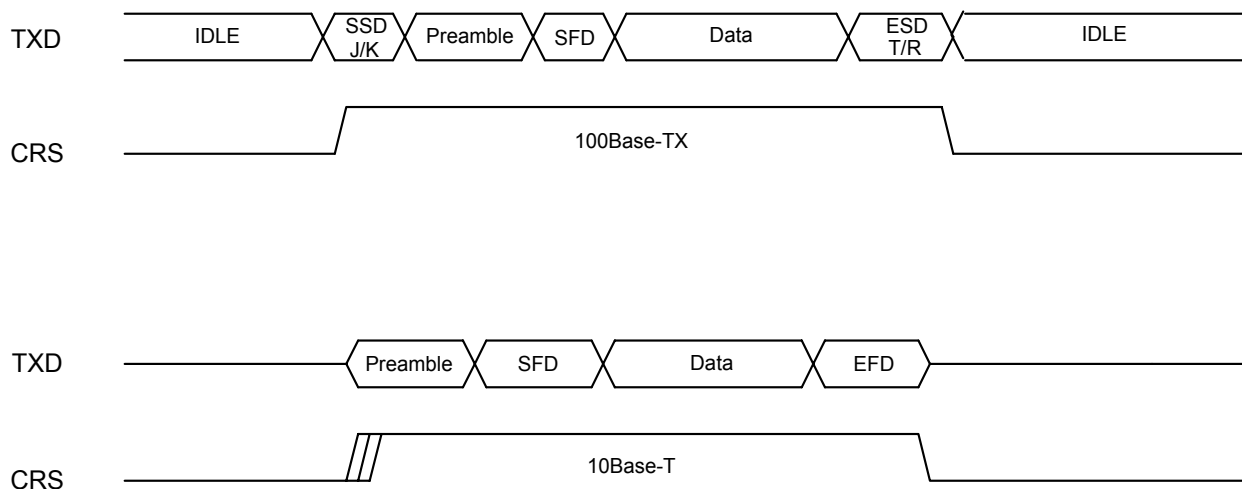 TXD
IDLE
SSD
J/K
Preamble
SFD
Data
ESD
T/R
IDLE
CRS
100Base-TX
TXD
Preamble
SFD
Data
EFD
CRS
10Base-T